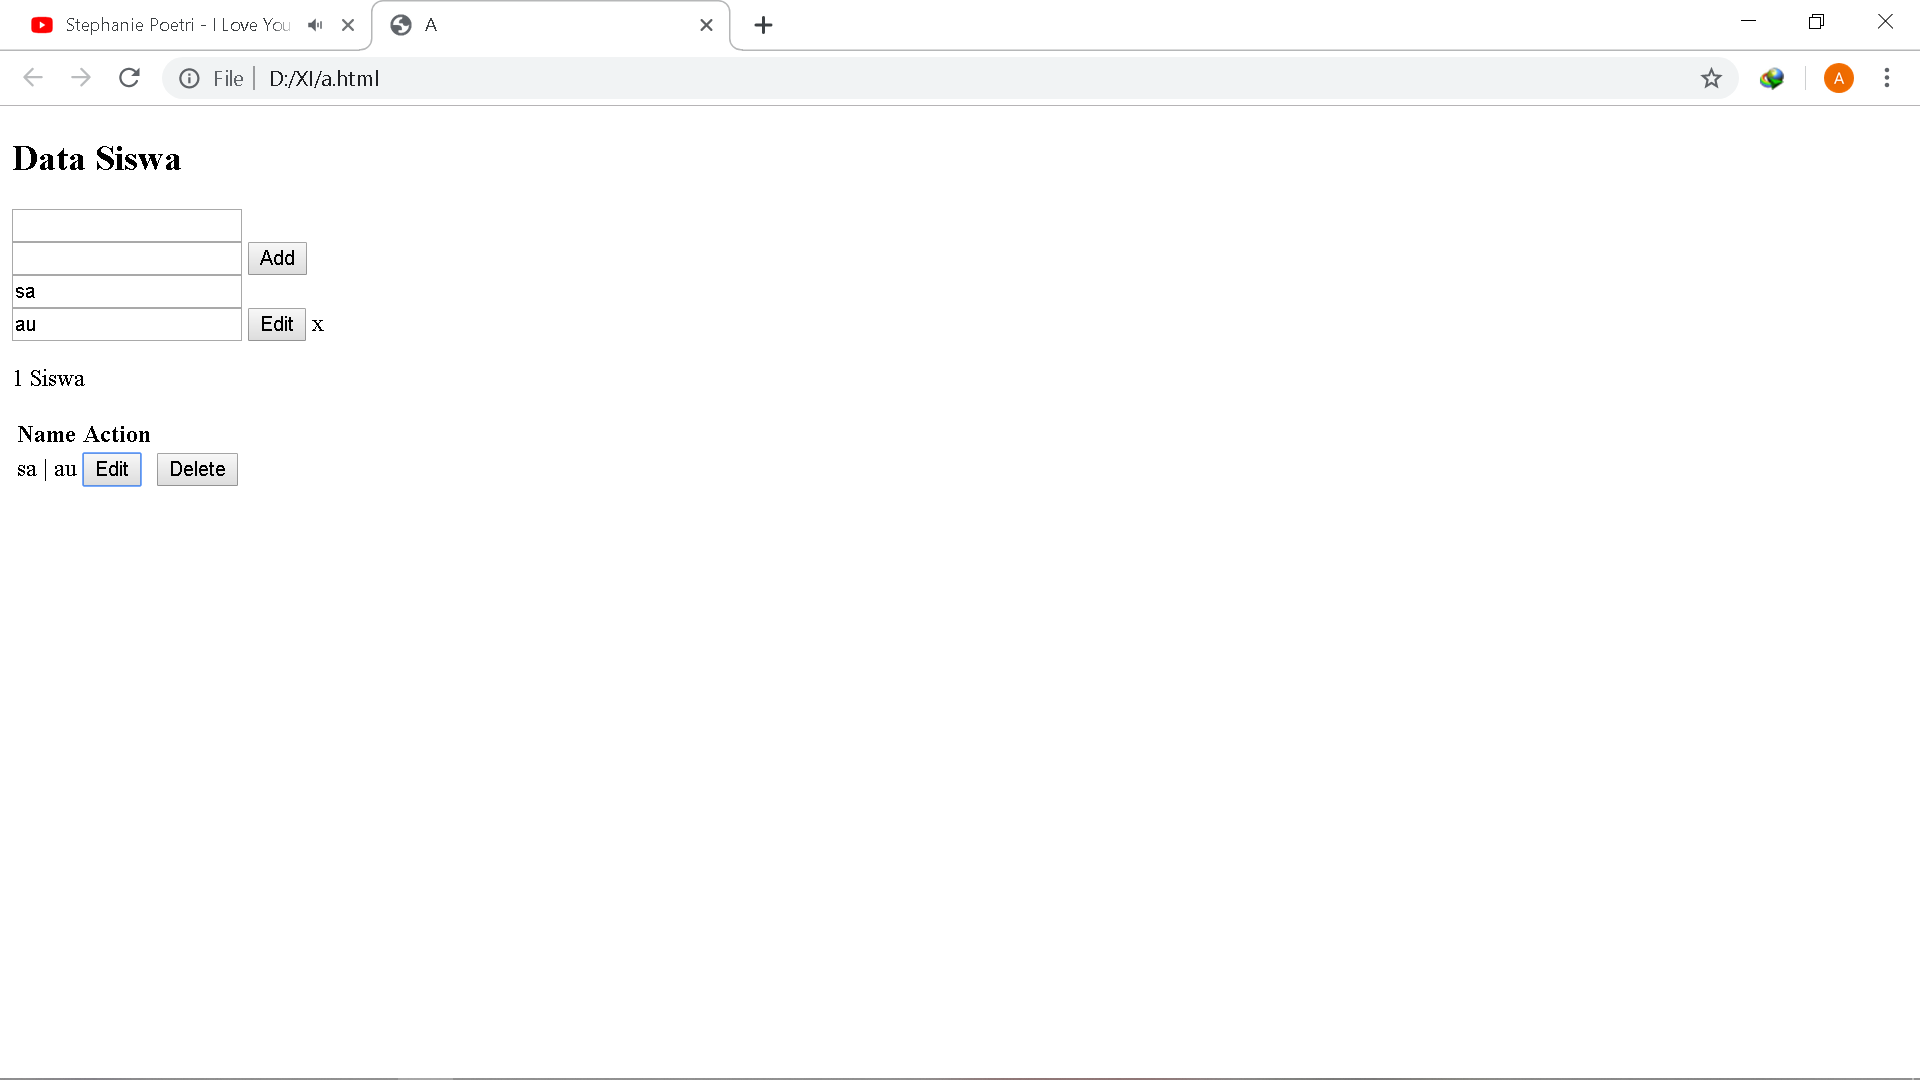 Stephanie Poetri - I Love You
A
File | D:/XI/a.html
A
Data Siswa
Add
sa
au Edit x
1 Siswa
Name Action
sa | au Edit Delete